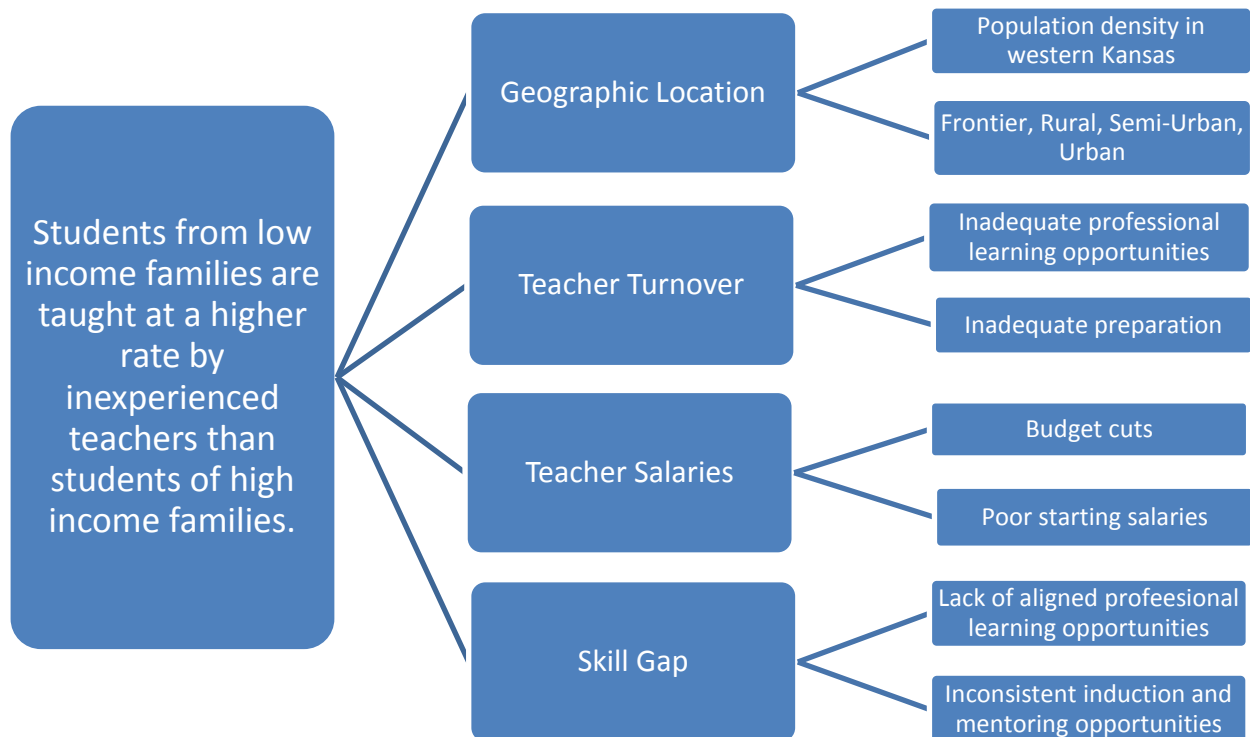 Students from low
income families are
taught at a higher
rate by
inexperienced
teachers than
students of high
income families.
Geographic Location
Population density in
western Kansas
Frontier, Rural, Semi-Urban,
Urban
Teacher Turnover
Inadequate professional
learning opportunities
Inadequate preparation
Teacher Salaries
Budget cuts
Poor starting salaries
Skill Gap
Lack of aligned profeesional
learning opportunities
Inconsistent induction and
mentoring opportunities